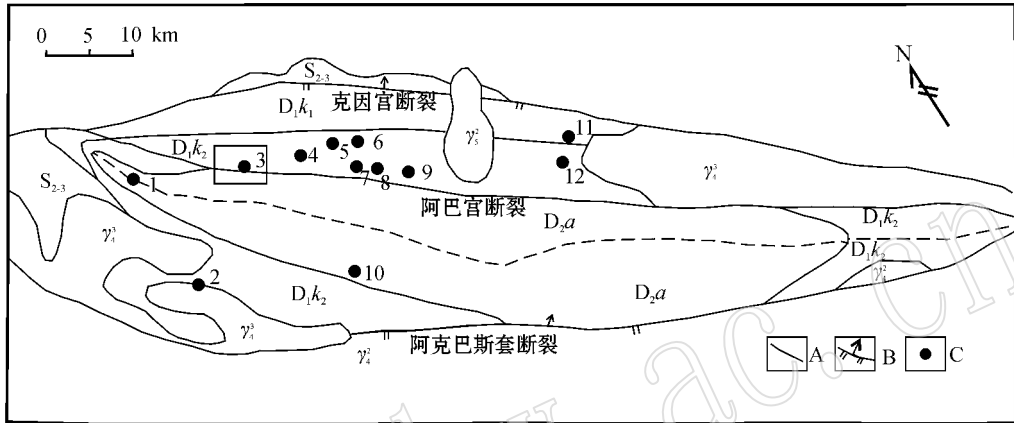 0 5 10 km
N
S₂₋₃
D₁k₁
克因宫断裂
γ₅²
11
D₁k₂
3
4
5
6
7
8
9
12
γ₄³
S₂₋₃
1
阿巴宫断裂
D₂a
D₁k₂
γ₄³
2
10
D₁k₂
γ₄²
D₁k₂
D₂a
γ₄³
γ₄²
阿克巴斯套断裂
A
B
C